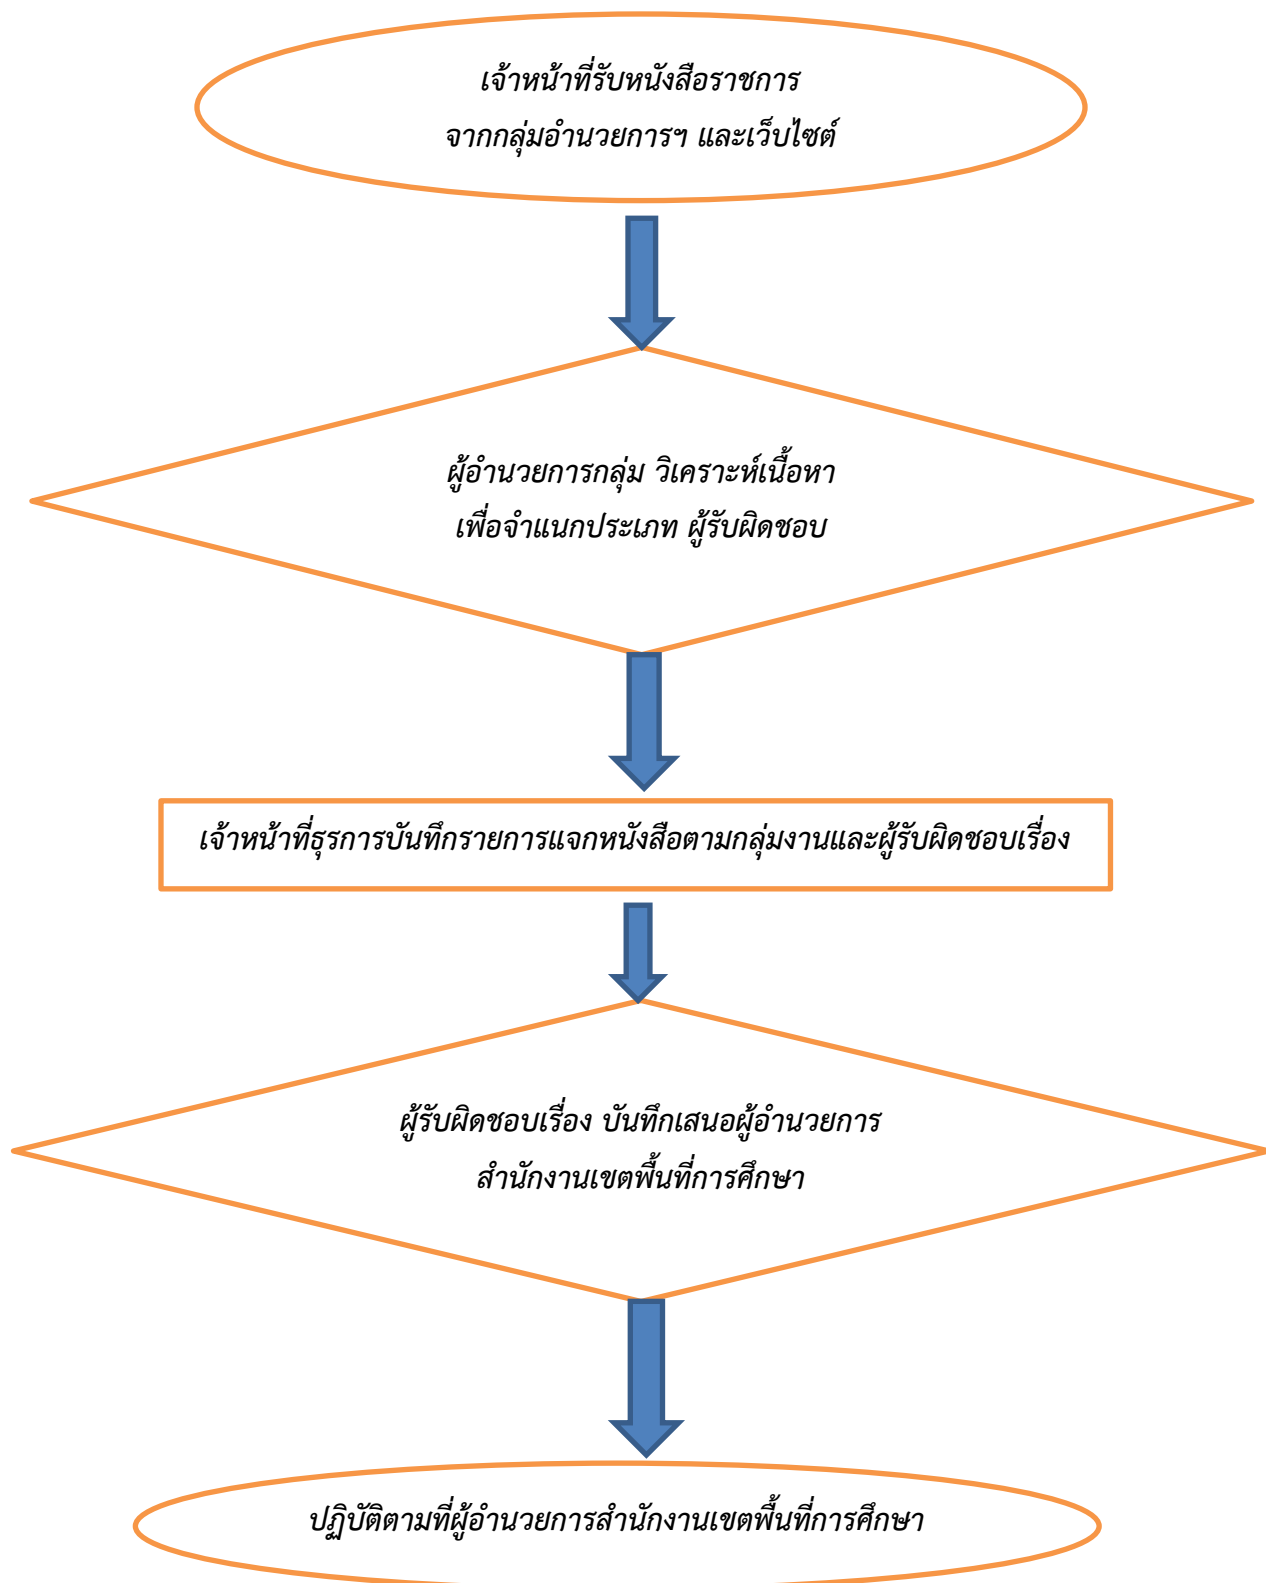 เจ้าหน้าที่รับหนังสือราชการ
จากกลุ่มอำนวยการฯ และเว็บไซต์
ผู้อำนวยการกลุ่ม วิเคราะห์เนื้อหา
เพื่อจำแนกประเภท ผู้รับผิดชอบ
เจ้าหน้าที่ธุรการบันทึกรายการแจกหนังสือตามกลุ่มงานและผู้รับผิดชอบเรื่อง
ผู้รับผิดชอบเรื่อง บันทึกเสนอผู้อำนวยการ
สำนักงานเขตพื้นที่การศึกษา
ปฏิบัติตามที่ผู้อำนวยการสำนักงานเขตพื้นที่การศึกษา